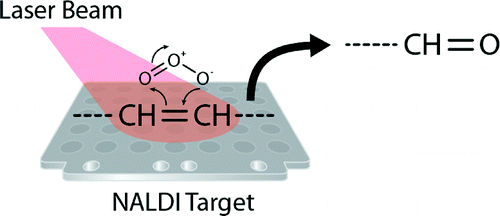 Laser Beam
O O+ O-
-----CH=O
-----CH=CH-----
NALDI Target